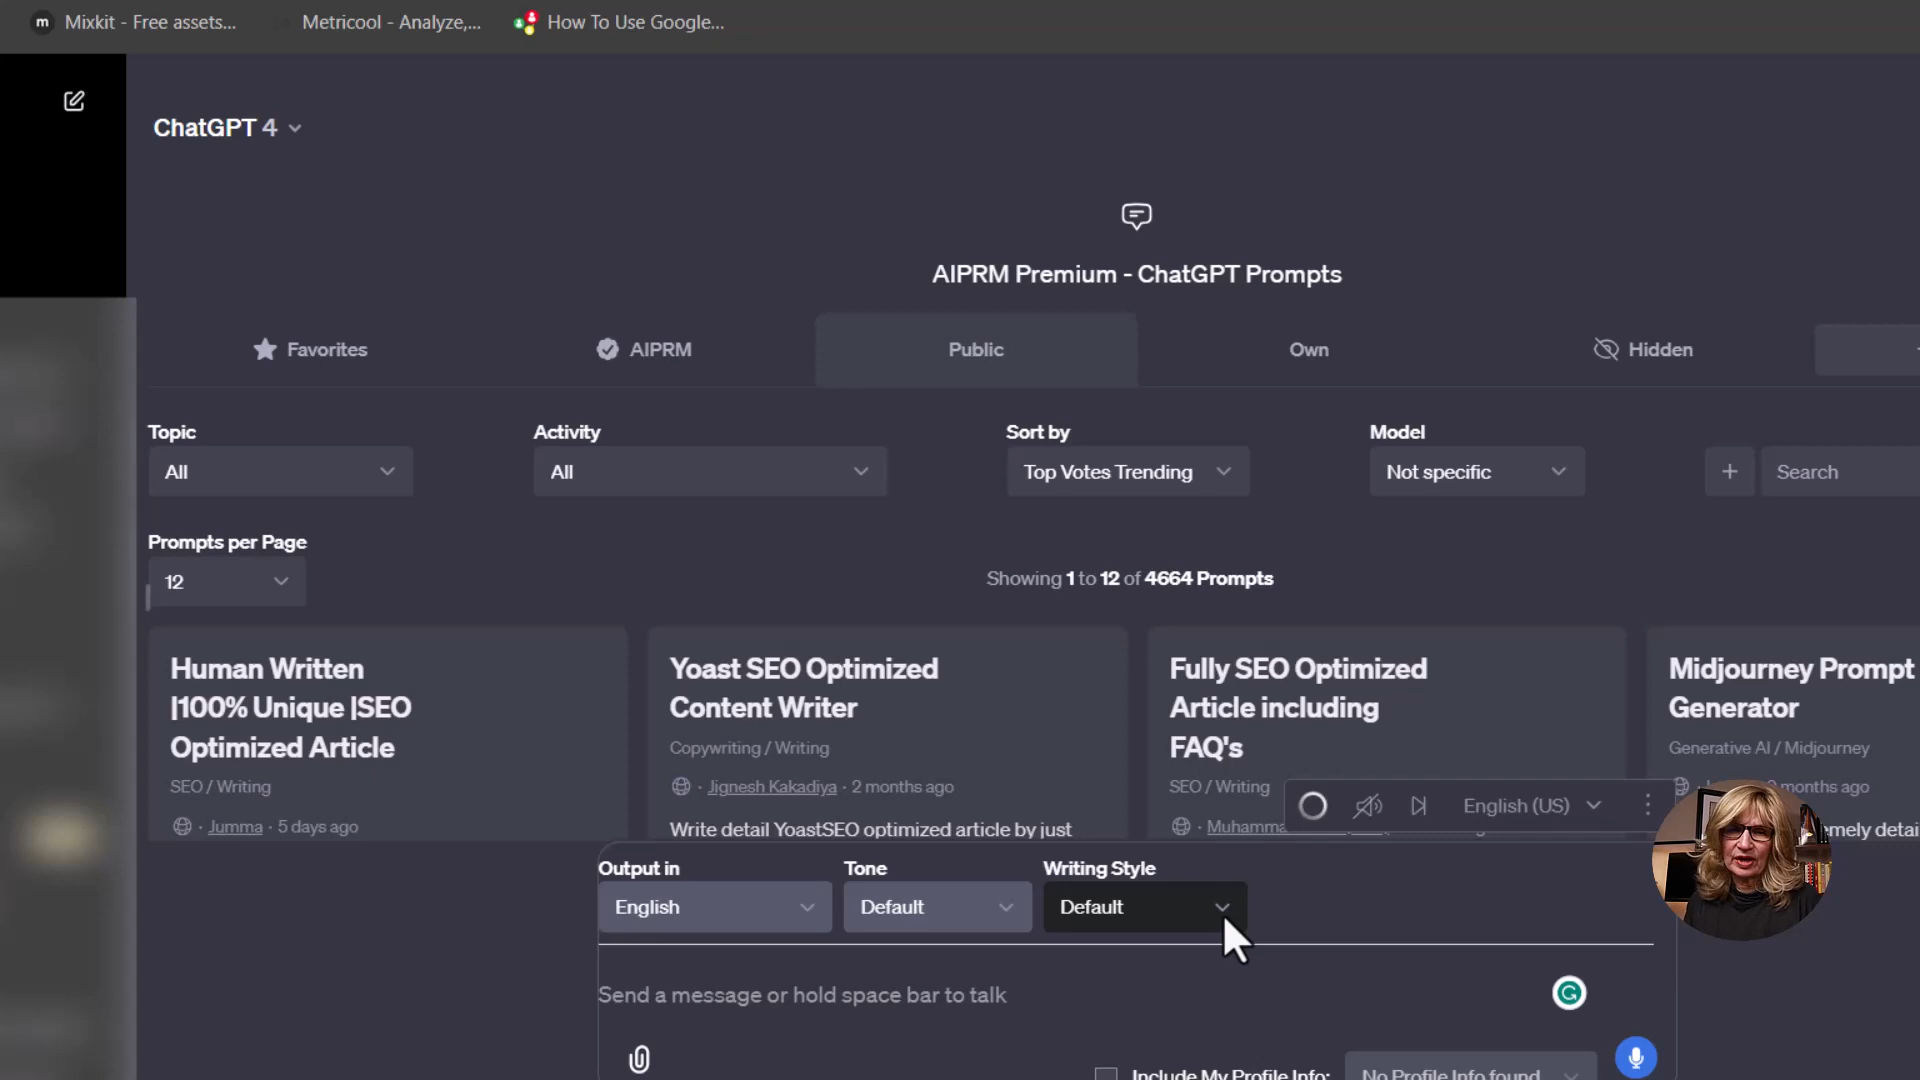 m Mixkit - Free assets... Metricool - Analyze,... How To Use Google...
ChatGPT 4
AIPRM Premium - ChatGPT Prompts
Favorites AIPRM Public Own Hidden
Topic Activity Sort by Model
All All Top Votes Trending Not specific + Search
Prompts per Page
12 Showing 1 to 12 of 4664 Prompts
Human Written
|100% Unique |SEO
Optimized Article
SEO / Writing
· Jumma · 5 days ago
Yoast SEO Optimized
Content Writer
Copywriting / Writing
· Jignesh Kakadiya · 2 months ago
Write detail YoastSEO optimized article by just
Fully SEO Optimized
Article including
FAQ's
SEO / Writing
· Muhamma
Midjourney Prompt
Generator
Generative AI / Midjourney
months ago
English (US)
Output in Tone Writing Style
English Default Default
Send a message or hold space bar to talk
Include My Profile Info: No Profile Info found